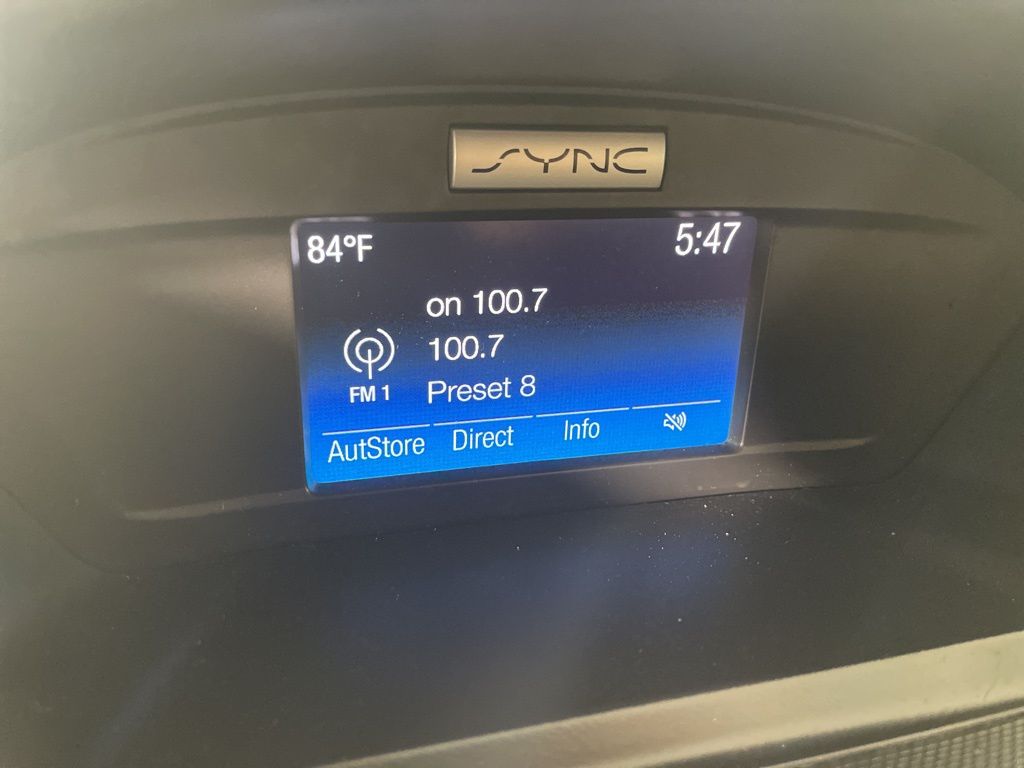 SYNC
84°F 5:47
on 100.7
100.7
FM 1 Preset 8
AutStore Direct Info